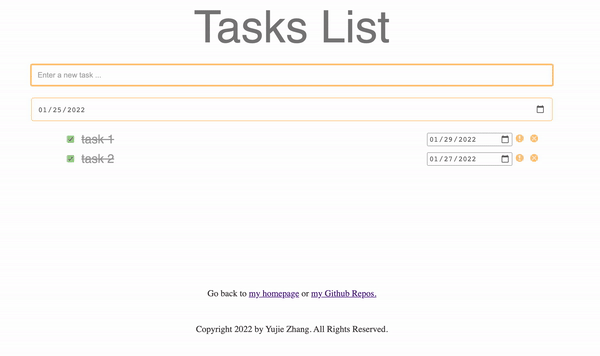 Tasks List
Enter a new task ...
01/25/2022
task 1 01/29/2022
task 2 01/27/2022
Go back to my homepage or my Github Repos.
Copyright 2022 by Yujie Zhang. All Rights Reserved.